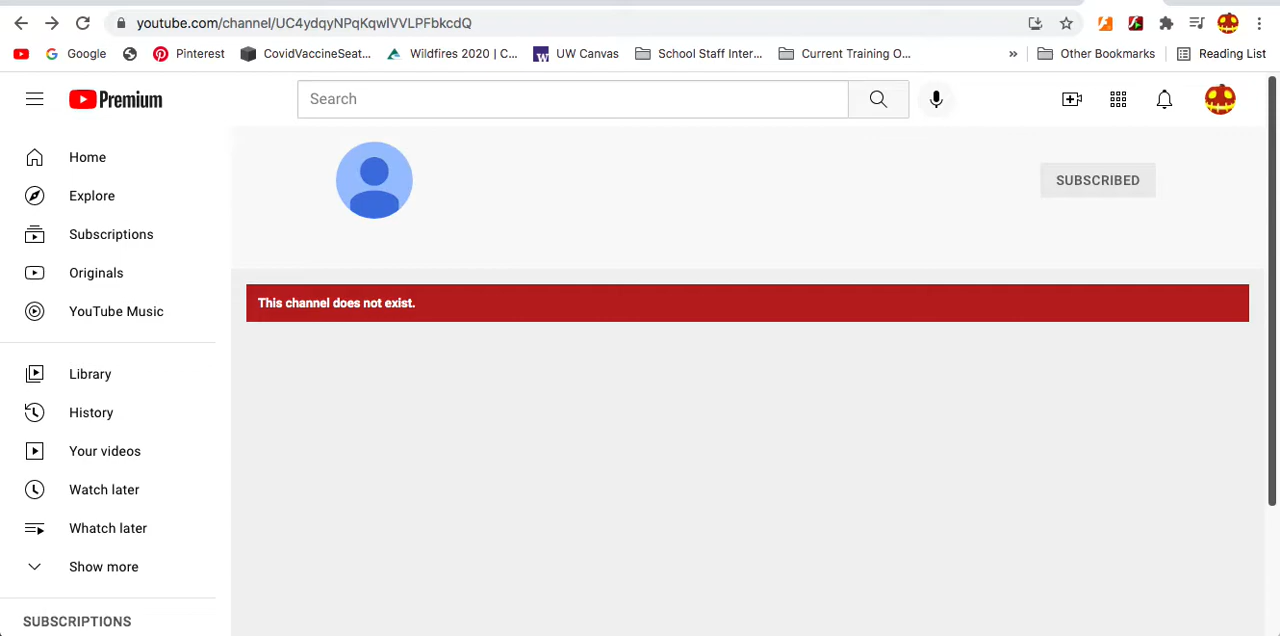 youtube.com/channel/UC4ydqyNPqKqwIVVLPFbkcdQ
Google
Pinterest
CovidVaccineSeat...
Wildfires 2020 | C...
UW Canvas
School Staff Inter...
Current Training O...
»
Other Bookmarks
Reading List
Premium
Search
Home
Explore
Subscriptions
Originals
YouTube Music
Library
History
Your videos
Watch later
Whatch later
Show more
SUBSCRIPTIONS
SUBSCRIBED
This channel does not exist.